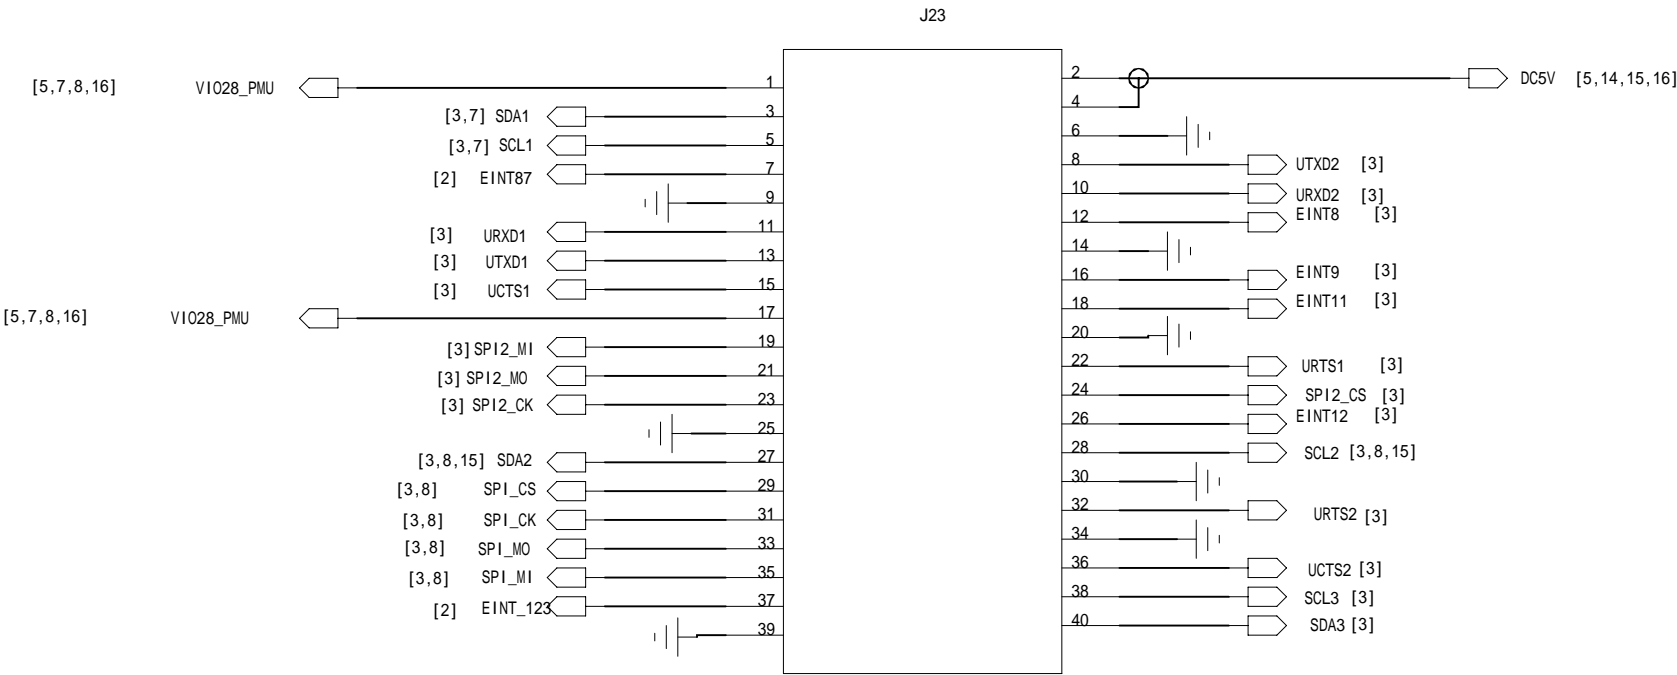 J23
[5,7,8,16] VIO28_PMU 1 2 DC5V [5,14,15,16]
[3,7] SDA1 3 4
[3,7] SCL1 5 6
[2] EINT87 7 8 UTXD2 [3]
9 10 URXD2 [3]
[3] URXD1 11 12 EINT8 [3]
[3] UTXD1 13 14
[3] UCTS1 15 16 EINT9 [3]
[5,7,8,16] VIO28_PMU 17 18 EINT11 [3]
[3] SPI2_MI 19 20
[3] SPI2_MO 21 22 URTS1 [3]
[3] SPI2_CK 23 24 SPI2_CS [3]
25 26 EINT12 [3]
[3,8,15] SDA2 27 28 SCL2 [3,8,15]
[3,8] SPI_CS 29 30
[3,8] SPI_CK 31 32 URTS2 [3]
[3,8] SPI_MO 33 34
[3,8] SPI_MI 35 36 UCTS2 [3]
[2] EINT_123 37 38 SCL3 [3]
39 40 SDA3 [3]